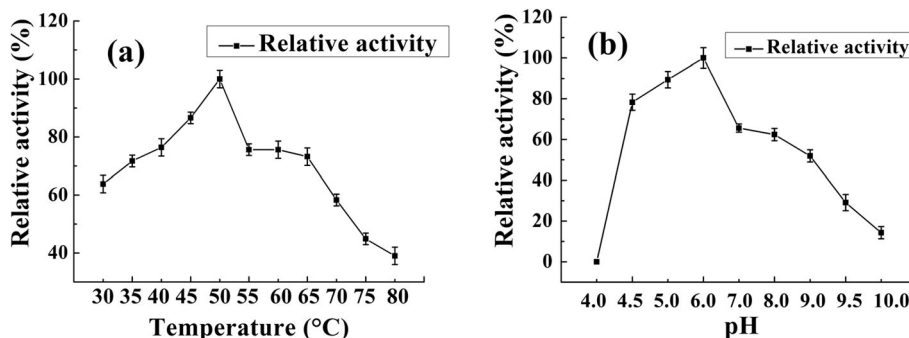 (a)
Relative activity
Relative activity (%)
120
100
80
60
40
30 35 40 45 50 55 60 65 70 75 80
Temperature (°C)
(b)
Relative activity
Relative activity (%)
120
100
80
60
40
20
0
4.0 4.5 5.0 6.0 7.0 8.0 9.0 9.5 10.0
pH